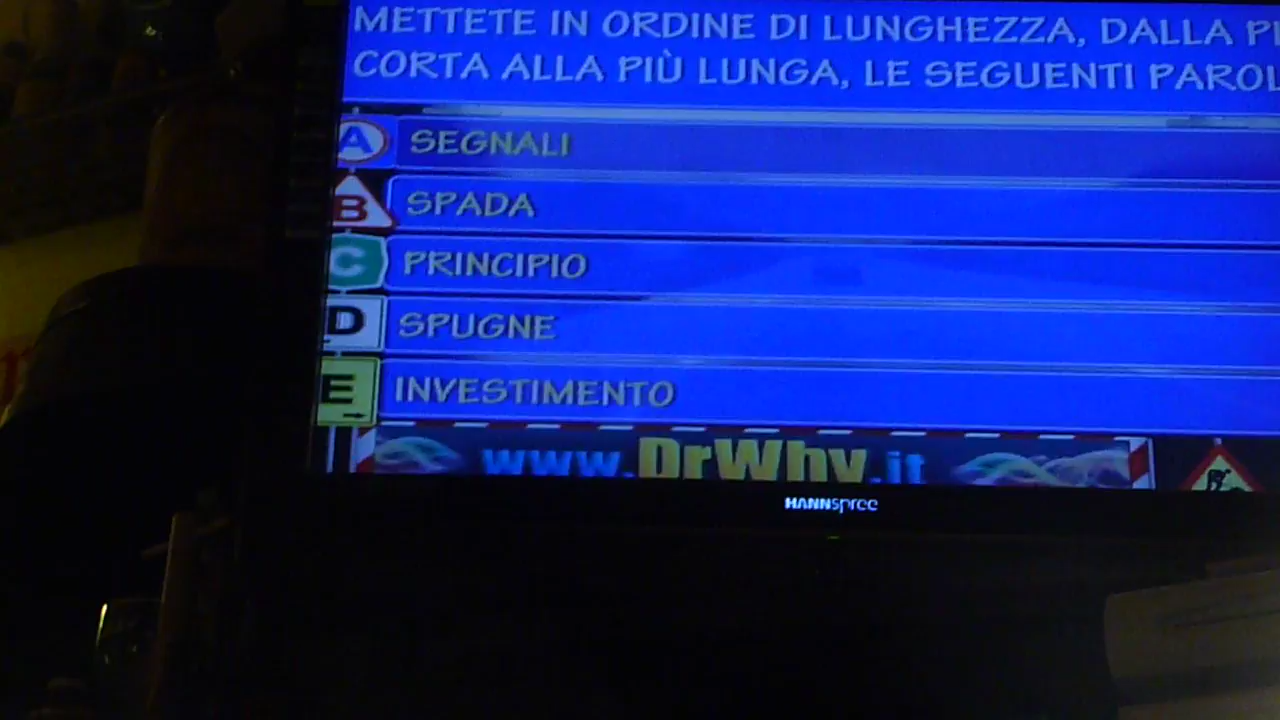 METTETE IN ORDINE DI LUNGHEZZA, DALLA
CORTA ALLA PIÙ LUNGA, LE SEGUENTI PAROL
A SEGNALI
B SPADA
C PRINCIPIO
D SPUGNE
E INVESTIMENTO
www.DrWhy.it
HANNspree